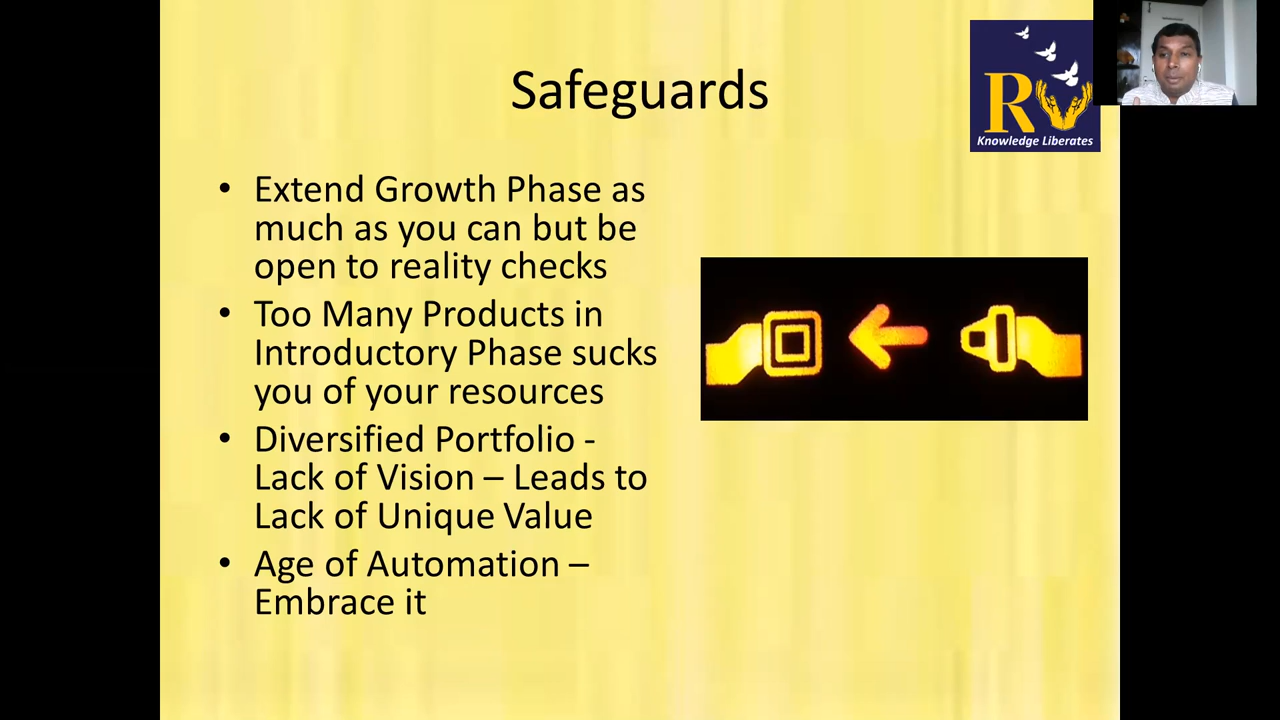 Safeguards
RV
Knowledge Liberates
• Extend Growth Phase as
much as you can but be
open to reality checks
• Too Many Products in
Introductory Phase sucks
you of your resources
• Diversified Portfolio -
Lack of Vision – Leads to
Lack of Unique Value
• Age of Automation –
Embrace it